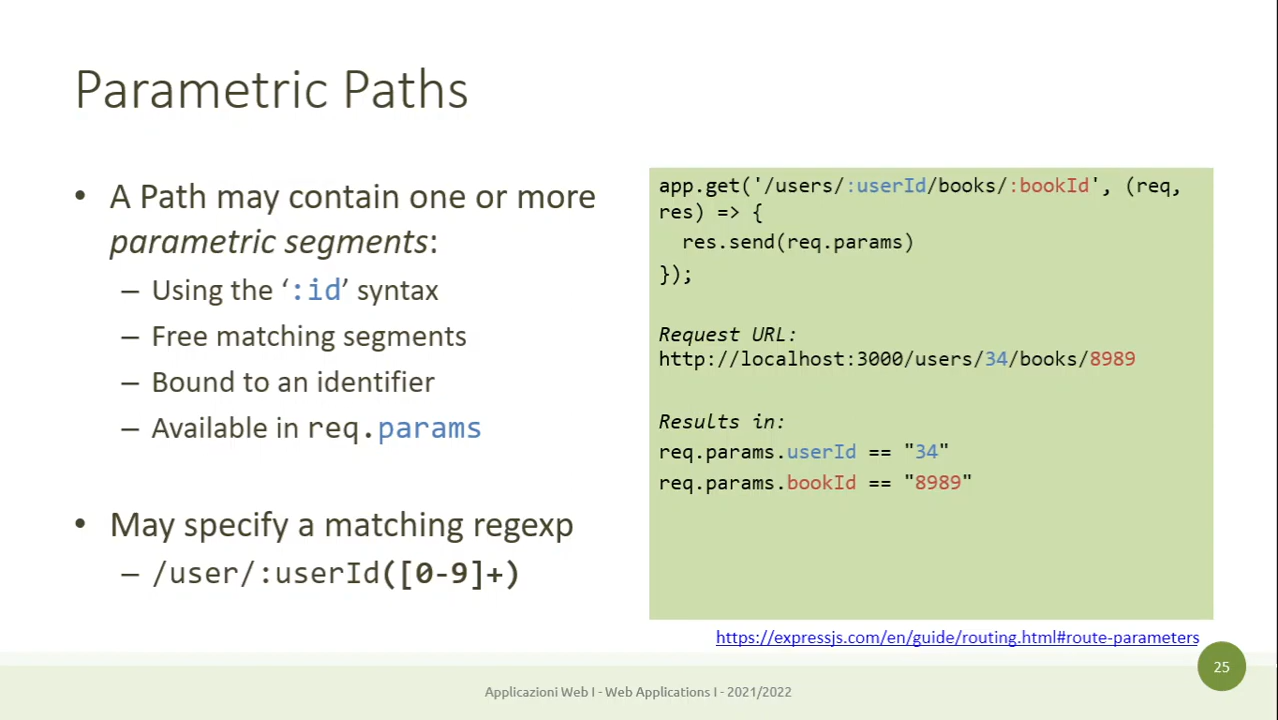 Parametric Paths
• A Path may contain one or more
parametric segments:
– Using the ‘:id’ syntax
– Free matching segments
– Bound to an identifier
– Available in req.params
• May specify a matching regexp
– /user/:userId([0-9]+)
app.get('/users/:userId/books/:bookId', (req,
res) => {
  res.send(req.params)
});
Request URL:
http://localhost:3000/users/34/books/8989
Results in:
req.params.userId == "34"
req.params.bookId == "8989"
https://expressjs.com/en/guide/routing.html#route-parameters
25
Applicazioni Web I - Web Applications I - 2021/2022